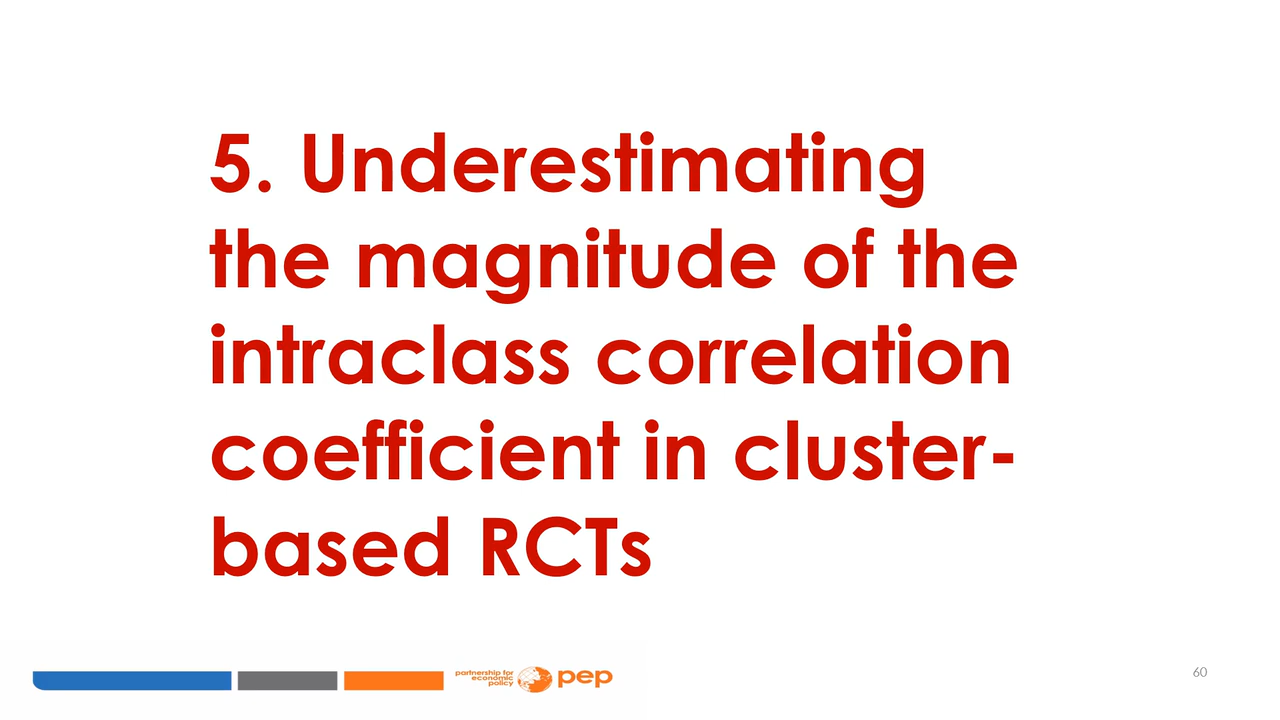 5. Underestimating
the magnitude of the
intraclass correlation
coefficient in cluster-
based RCTs
partnership for
economic
policy
pep
60